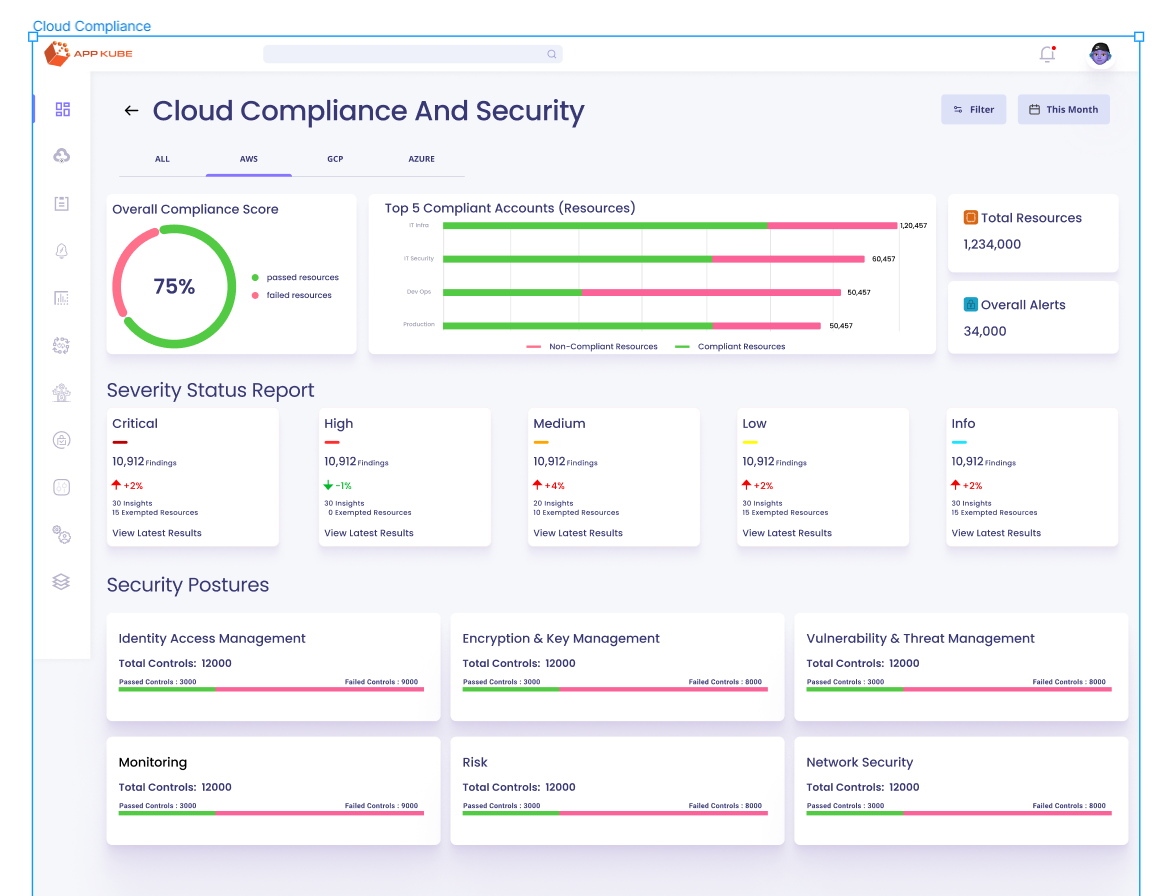 Cloud Compliance
APP KUBE
Cloud Compliance And Security
Filter
This Month
ALL AWS GCP AZURE
Overall Compliance Score
75%
passed resources
failed resources
Top 5 Compliant Accounts (Resources)
IT Infra 1,20,457
IT Security 60,457
Dev Ops 50,457
Production 50,457
Non-Compliant Resources Compliant Resources
Total Resources
1,234,000
Overall Alerts
34,000
Severity Status Report
Critical
10,912 Findings
+2%
30 Insights
15 Exempted Resources
View Latest Results
High
10,912 Findings
-1%
30 Insights
0 Exempted Resources
View Latest Results
Medium
10,912 Findings
+4%
20 Insights
10 Exempted Resources
View Latest Results
Low
10,912 Findings
+2%
30 Insights
15 Exempted Resources
View Latest Results
Info
10,912 Findings
+2%
30 Insights
15 Exempted Resources
View Latest Results
Security Postures
Identity Access Management
Total Controls: 12000
Passed Controls : 3000 Failed Controls : 9000
Encryption & Key Management
Total Controls: 12000
Passed Controls : 3000 Failed Controls : 8000
Vulnerability & Threat Management
Total Controls: 12000
Passed Controls : 3000 Failed Controls : 8000
Monitoring
Total Controls: 12000
Passed Controls : 3000 Failed Controls : 9000
Risk
Total Controls: 12000
Passed Controls : 3000 Failed Controls : 8000
Network Security
Total Controls: 12000
Passed Controls : 3000 Failed Controls : 8000